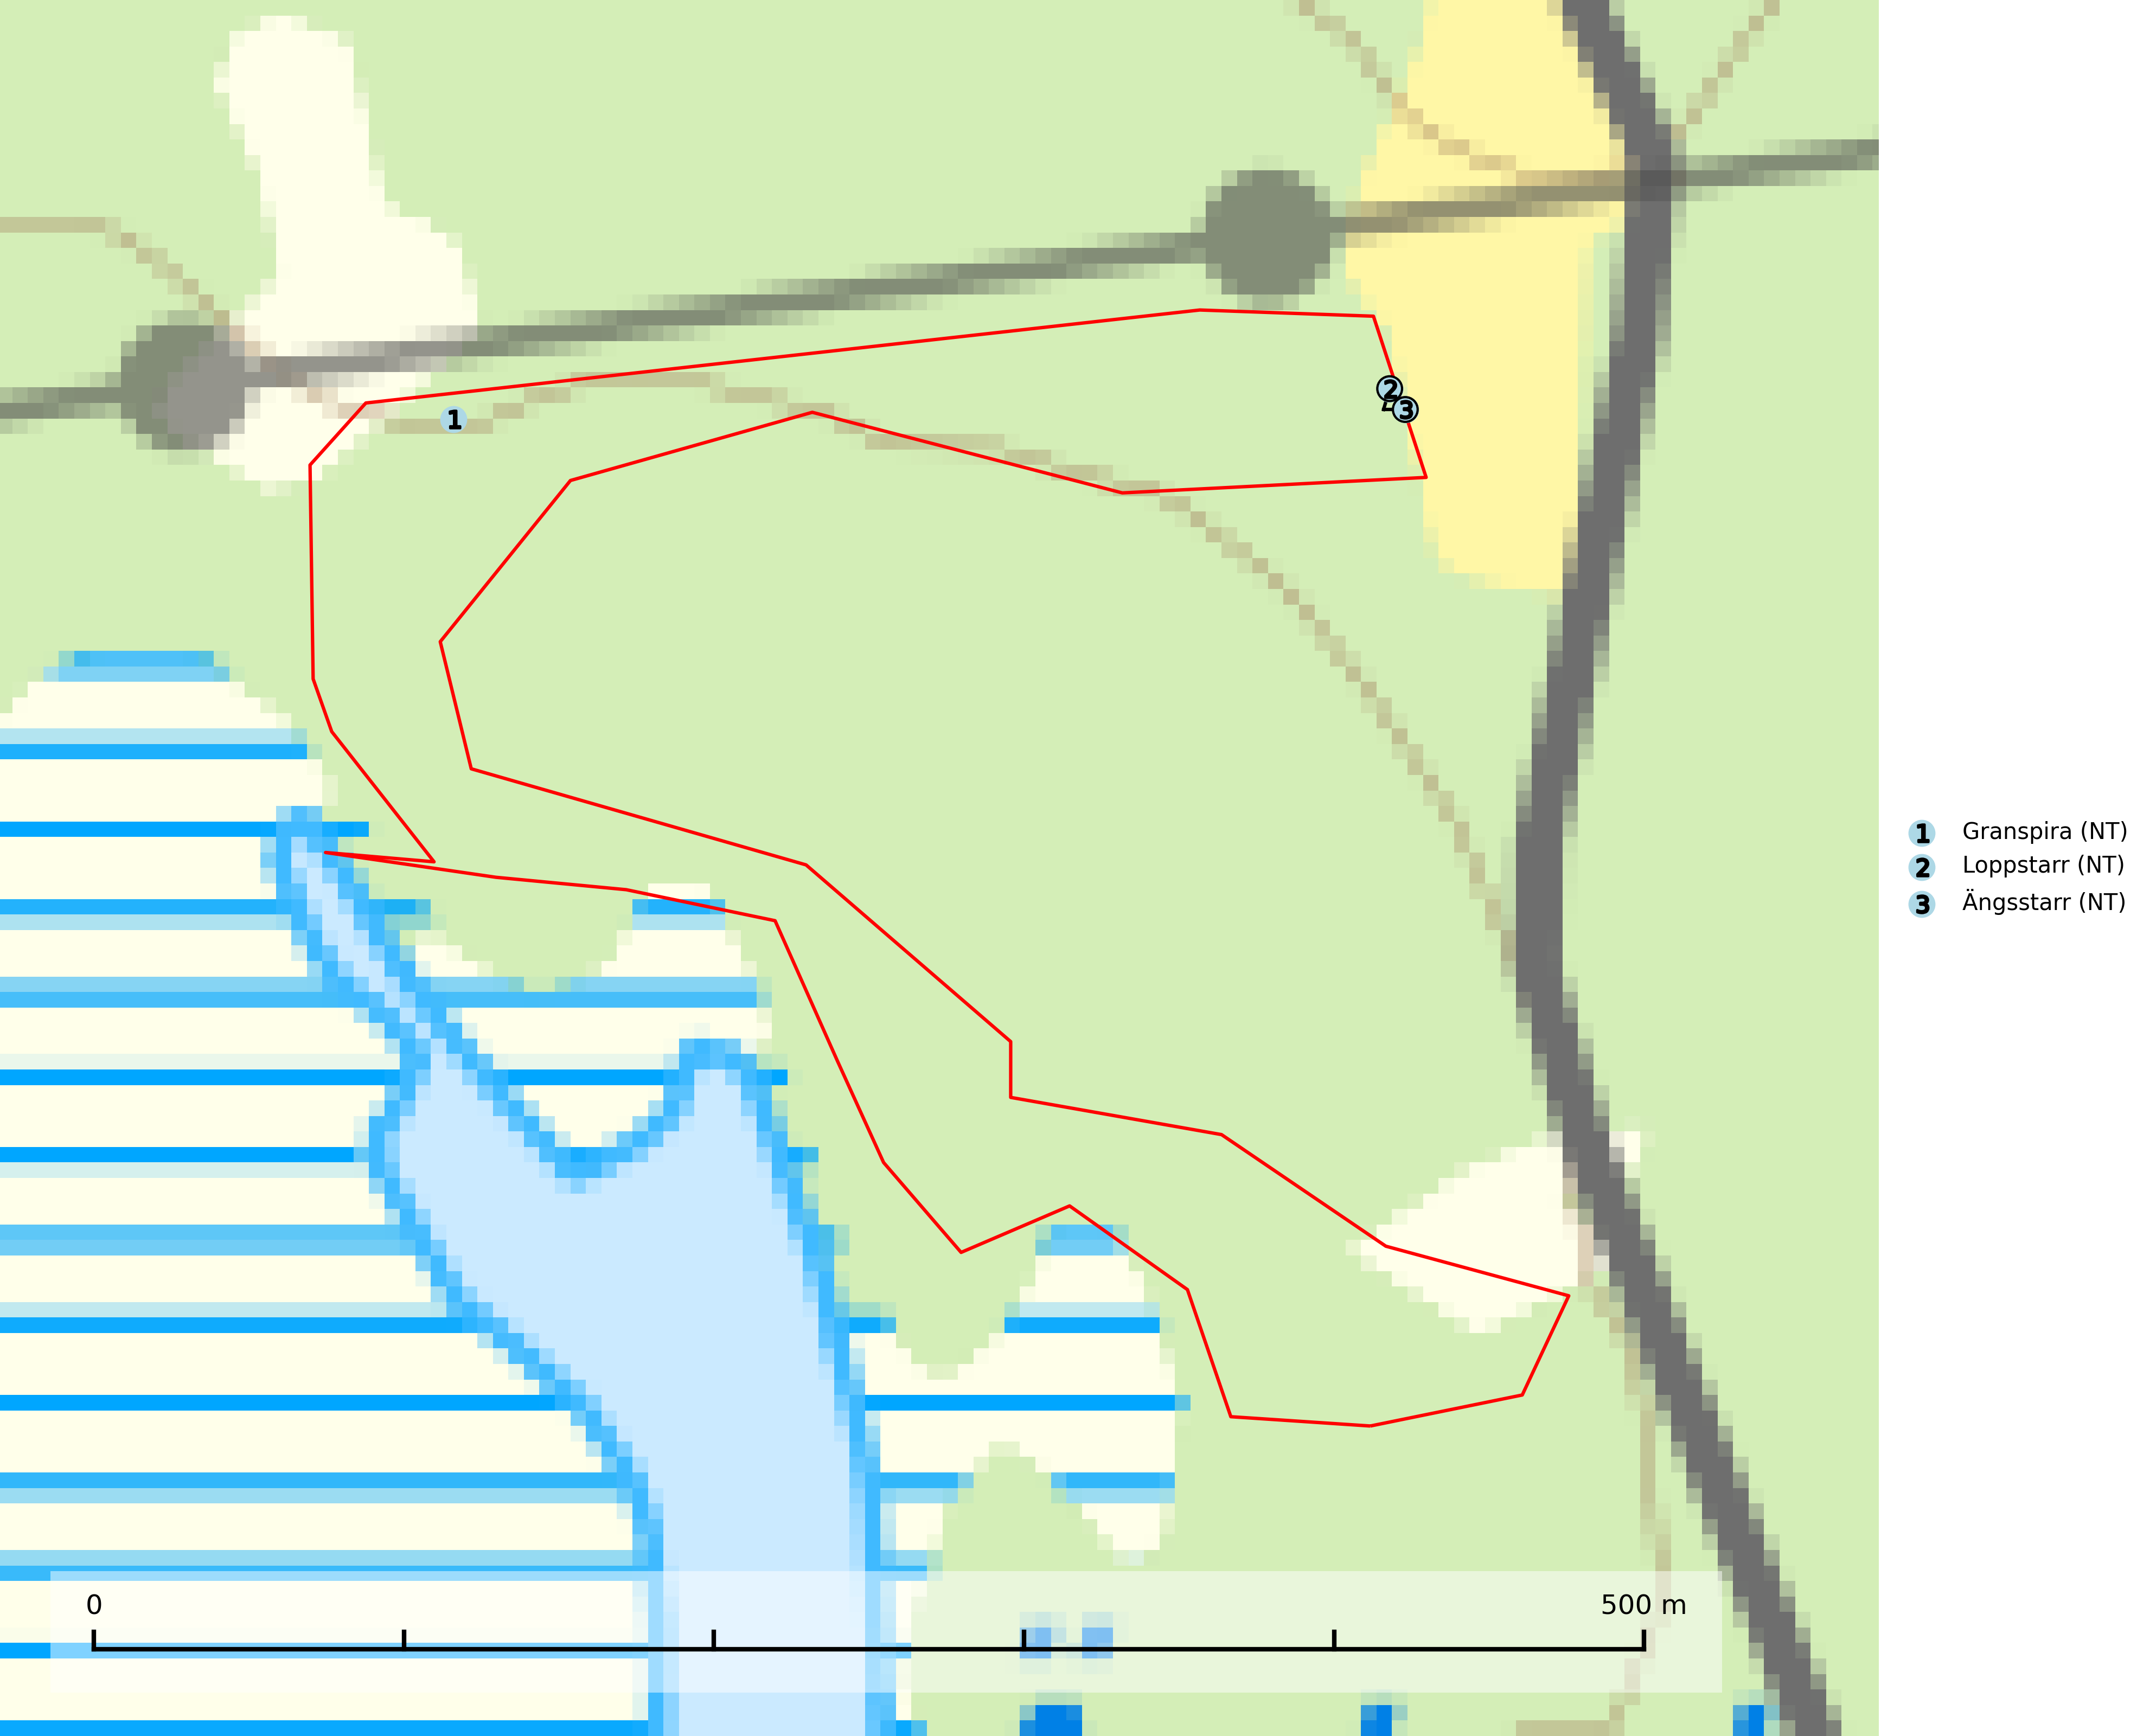 2
3
1
1 Granspira (NT)
2 Loppstarr (NT)
3 Ängsstarr (NT)
0 500 m